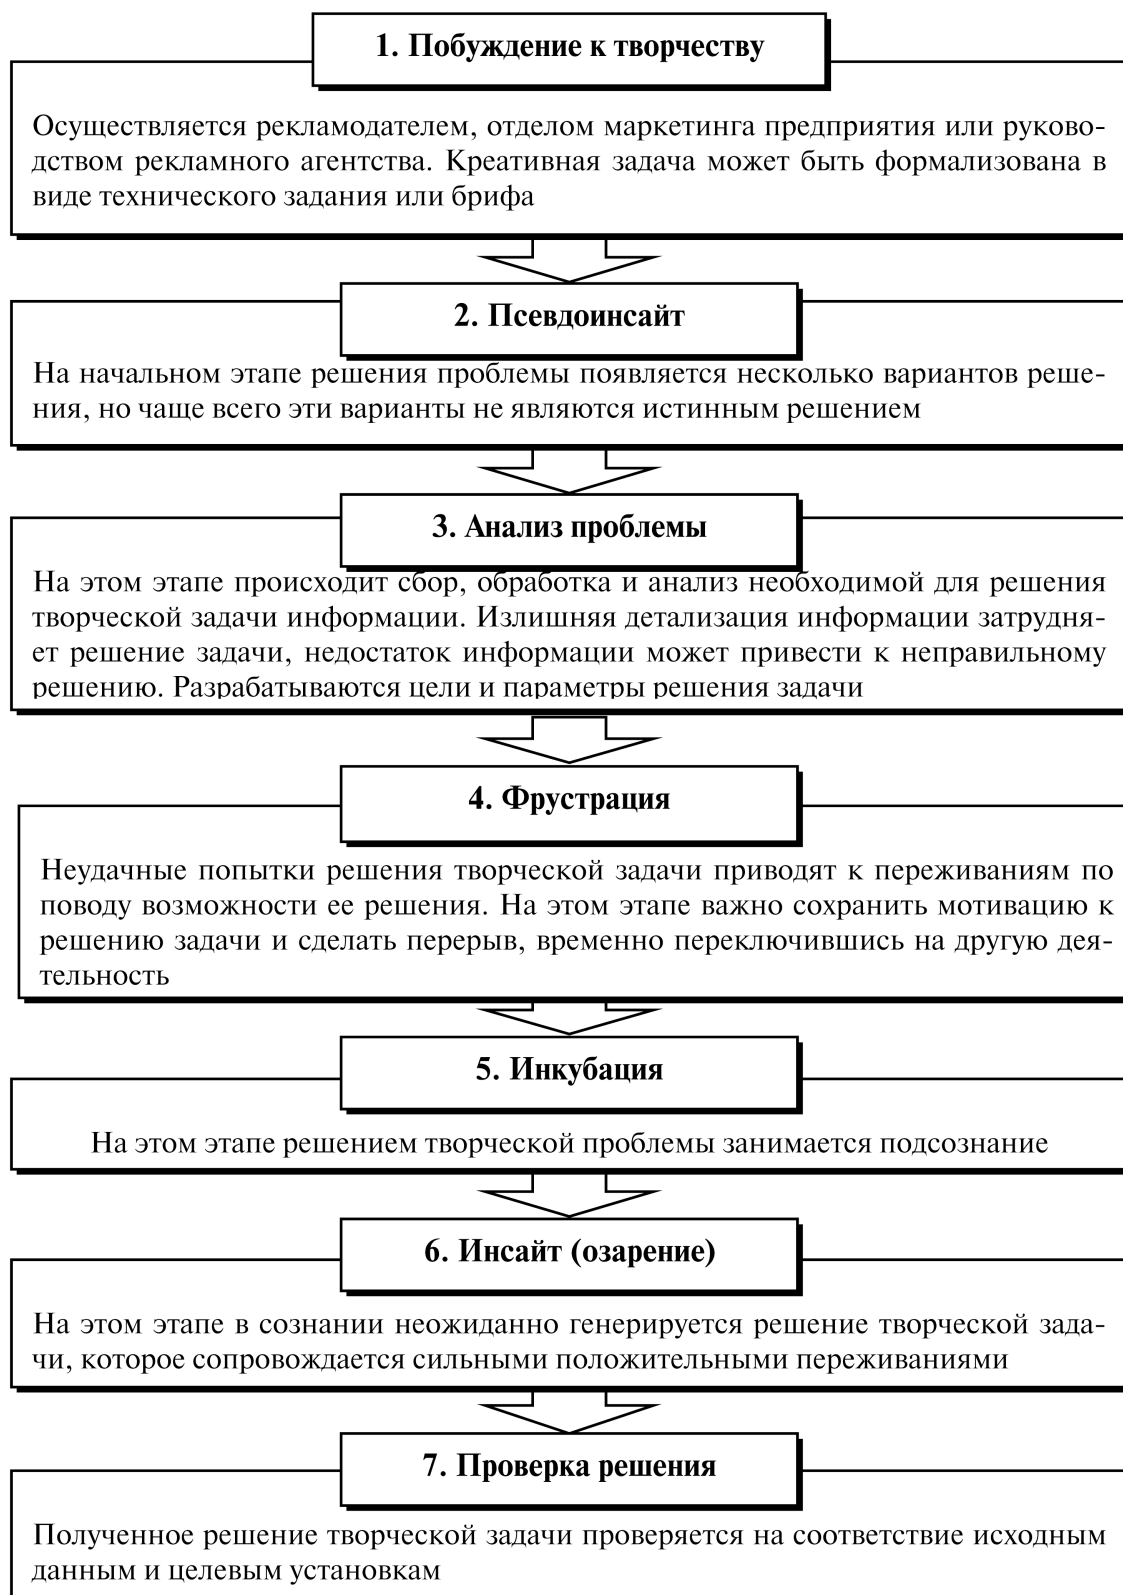 1. Побуждение к творчеству
Осуществляется рекламодателем, отделом маркетинга предприятия или руково-
дством рекламного агентства. Креативная задача может быть формализована в
виде технического задания или брифа
2. Псевдоинсайт
На начальном этапе решения проблемы появляется несколько вариантов реше-
ния, но чаще всего эти варианты не являются истинным решением
3. Анализ проблемы
На этом этапе происходит сбор, обработка и анализ необходимой для решения
творческой задачи информации. Излишняя детализация информации затрудня-
ет решение задачи, недостаток информации может привести к неправильному
решению. Разрабатываются цели и параметры решения задачи
4. Фрустрация
Неудачные попытки решения творческой задачи приводят к переживаниям по
поводу возможности ее решения. На этом этапе важно сохранить мотивацию к
решению задачи и сделать перерыв, временно переключившись на другую дея-
тельность
5. Инкубация
На этом этапе решением творческой проблемы занимается подсознание
6. Инсайт (озарение)
На этом этапе в сознании неожиданно генерируется решение творческой зада-
чи, которое сопровождается сильными положительными переживаниями
7. Проверка решения
Полученное решение творческой задачи проверяется на соответствие исходным
данным и целевым установкам